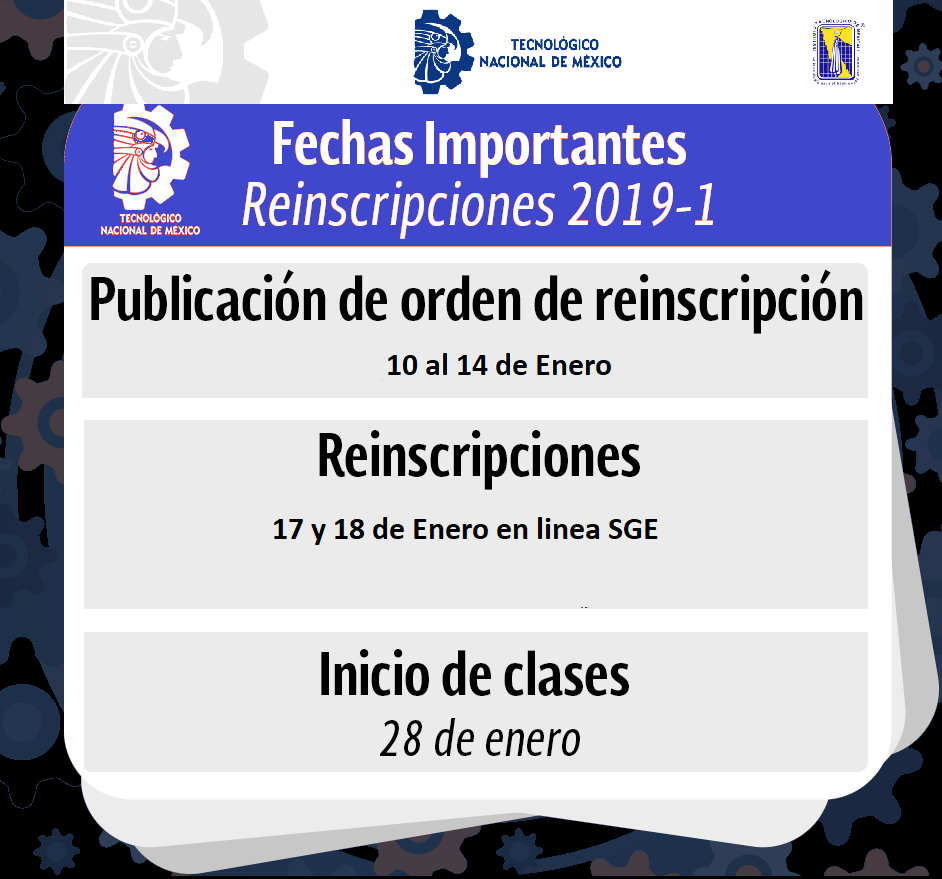 TECNOLÓGICO
NACIONAL DE MÉXICO
Fechas Importantes
Reinscripciones 2019-1
TECNOLÓGICO
NACIONAL DE MÉXICO
Publicación de orden de reinscripción
10 al 14 de Enero
Reinscripciones
17 y 18 de Enero en linea SGE
Inicio de clases
28 de enero